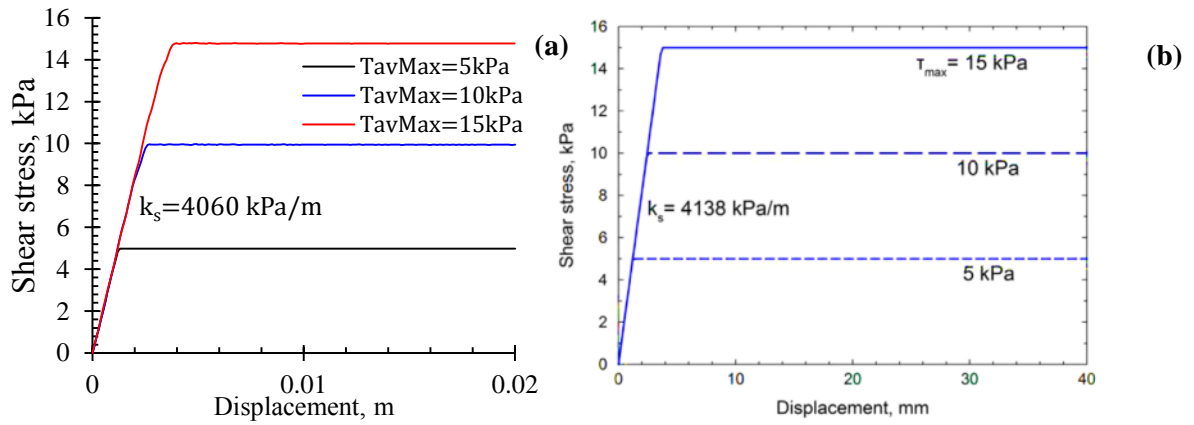 16
14
12
10
8
6
4
2
0
Shear stress, kPa
TavMax=5kPa
TavMax=10kPa
TavMax=15kPa
kₛ=4060 kPa/m
0
0.01
0.02
Displacement, m
(a)
16
14
12
10
8
6
4
2
0
Shear stress, kPa
τₘₐₓ= 15 kPa
10 kPa
kₛ= 4138 kPa/m
5 kPa
0
10
20
30
40
Displacement, mm
(b)